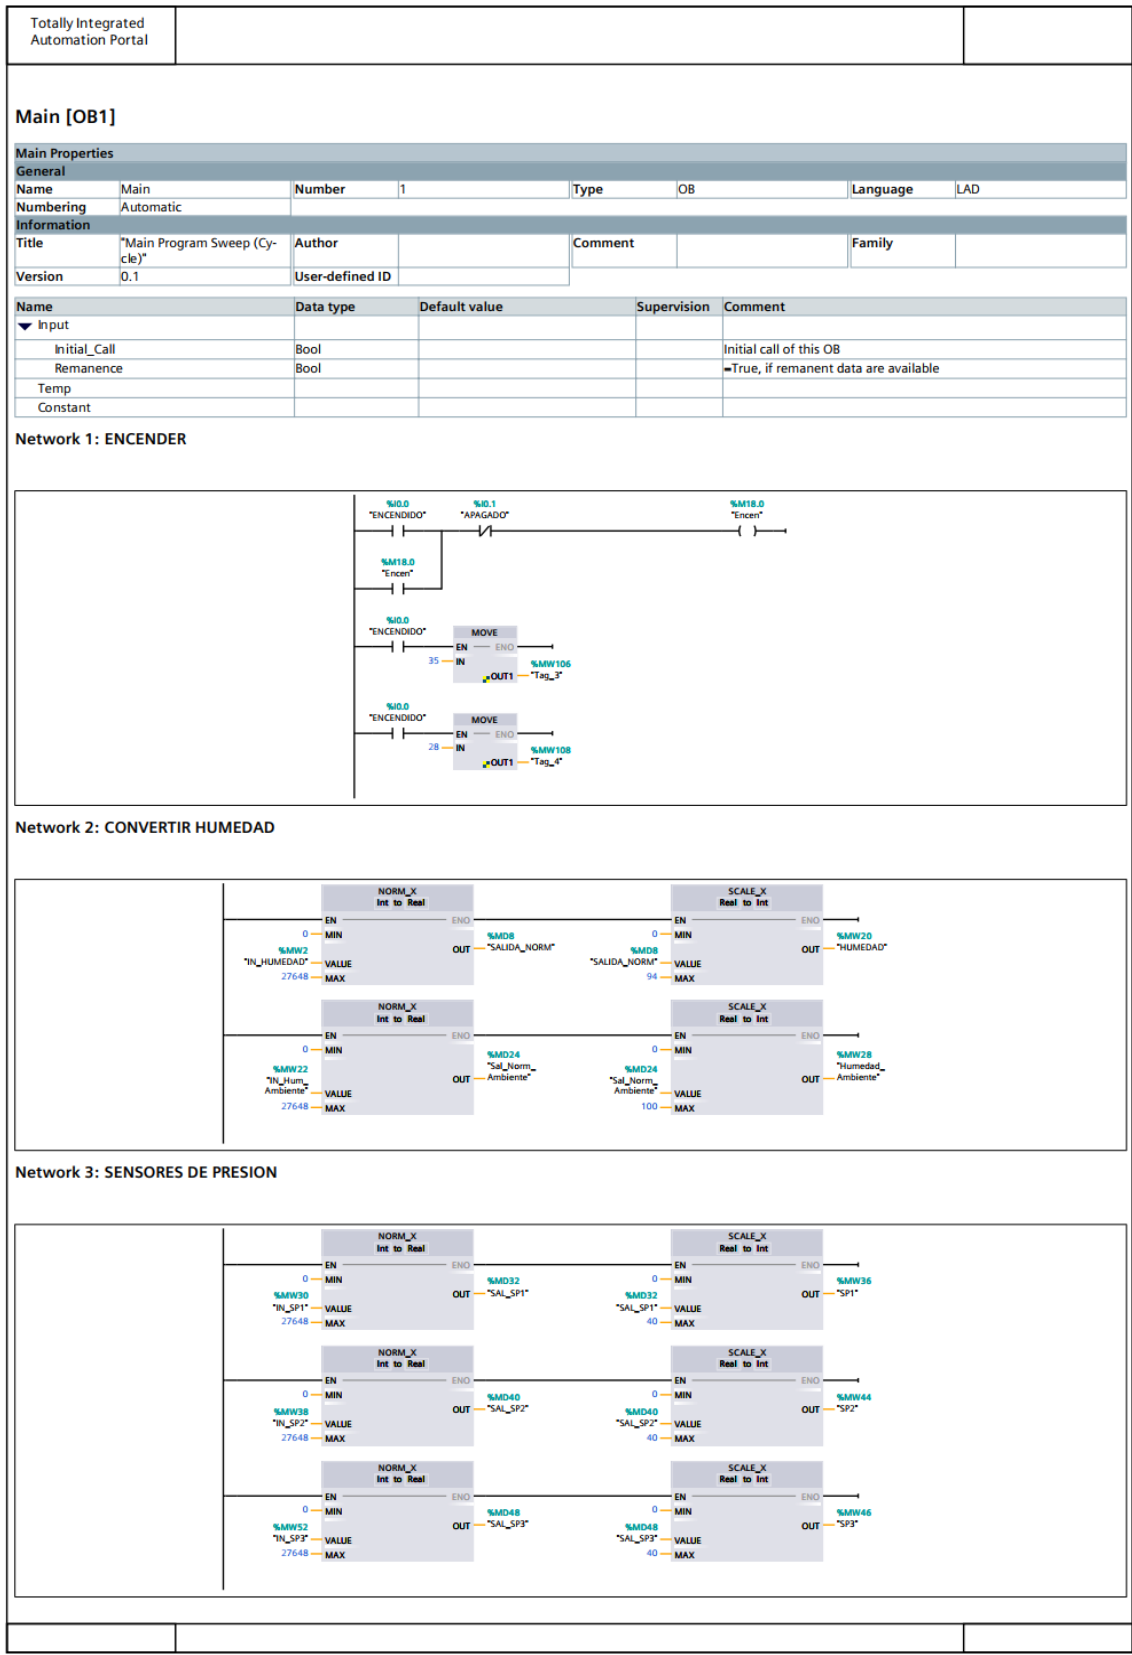 Totally Integrated
Automation Portal
Main [OB1]
Main Properties
General
Name Main Number 1 Type OB Language LAD
Numbering Automatic
Information
Title "Main Program Sweep (Cy-
cle)" Author Comment Family
Version 0.1 User-defined ID
Name Data type Default value Supervision Comment
Input
Initial_Call Bool Initial call of this OB
Remanence Bool =True, if remanent data are available
Temp
Constant
Network 1: ENCENDER
%I0.0 %I0.1 %M18.0
"ENCENDIDO" "APAGADO" "Encen"
%M18.0
"Encen"
%I0.0
"ENCENDIDO" MOVE
EN ENO
35 IN %MW106
OUT1 "Tag_3"
%I0.0
"ENCENDIDO" MOVE
EN ENO
28 IN %MW108
OUT1 "Tag_4"
Network 2: CONVERTIR HUMEDAD
NORM_X SCALE_X
Int to Real Real to Int
EN ENO EN ENO
0 MIN %MD8 0 MIN %MW20
%MW2 OUT "SALIDA_NORM" %MD8 OUT "HUMEDAD"
"IN_HUMEDAD" VALUE "SALIDA_NORM" VALUE
27648 MAX 94 MAX
NORM_X SCALE_X
Int to Real Real to Int
EN ENO EN ENO
0 MIN %MD24 0 MIN %MW28
%MW22 "Sal_Norm_ %MD24 "Humedad_
"IN_Hum_ OUT Ambiente" "Sal_Norm_ OUT Ambiente"
Ambiente" VALUE Ambiente" VALUE
27648 MAX 100 MAX
Network 3: SENSORES DE PRESION
NORM_X SCALE_X
Int to Real Real to Int
EN ENO EN ENO
0 MIN %MD32 0 MIN %MW36
%MW30 OUT "SAL_SP1" %MD32 OUT "SP1"
"IN_SP1" VALUE "SAL_SP1" VALUE
27648 MAX 40 MAX
NORM_X SCALE_X
Int to Real Real to Int
EN ENO EN ENO
0 MIN %MD40 0 MIN %MW44
%MW38 OUT "SAL_SP2" %MD40 OUT "SP2"
"IN_SP2" VALUE "SAL_SP2" VALUE
27648 MAX 40 MAX
NORM_X SCALE_X
Int to Real Real to Int
EN ENO EN ENO
0 MIN %MD48 0 MIN %MW46
%MW52 OUT "SAL_SP3" %MD48 OUT "SP3"
"IN_SP3" VALUE "SAL_SP3" VALUE
27648 MAX 40 MAX